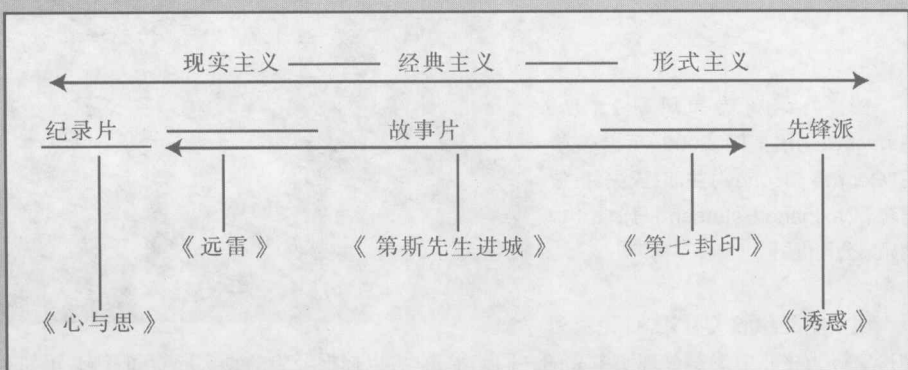 现实主义 经典主义 形式主义
纪录片 故事片 先锋派
《远雷》 《第斯先生进城》 《第七封印》
《心与思》 《诱惑》